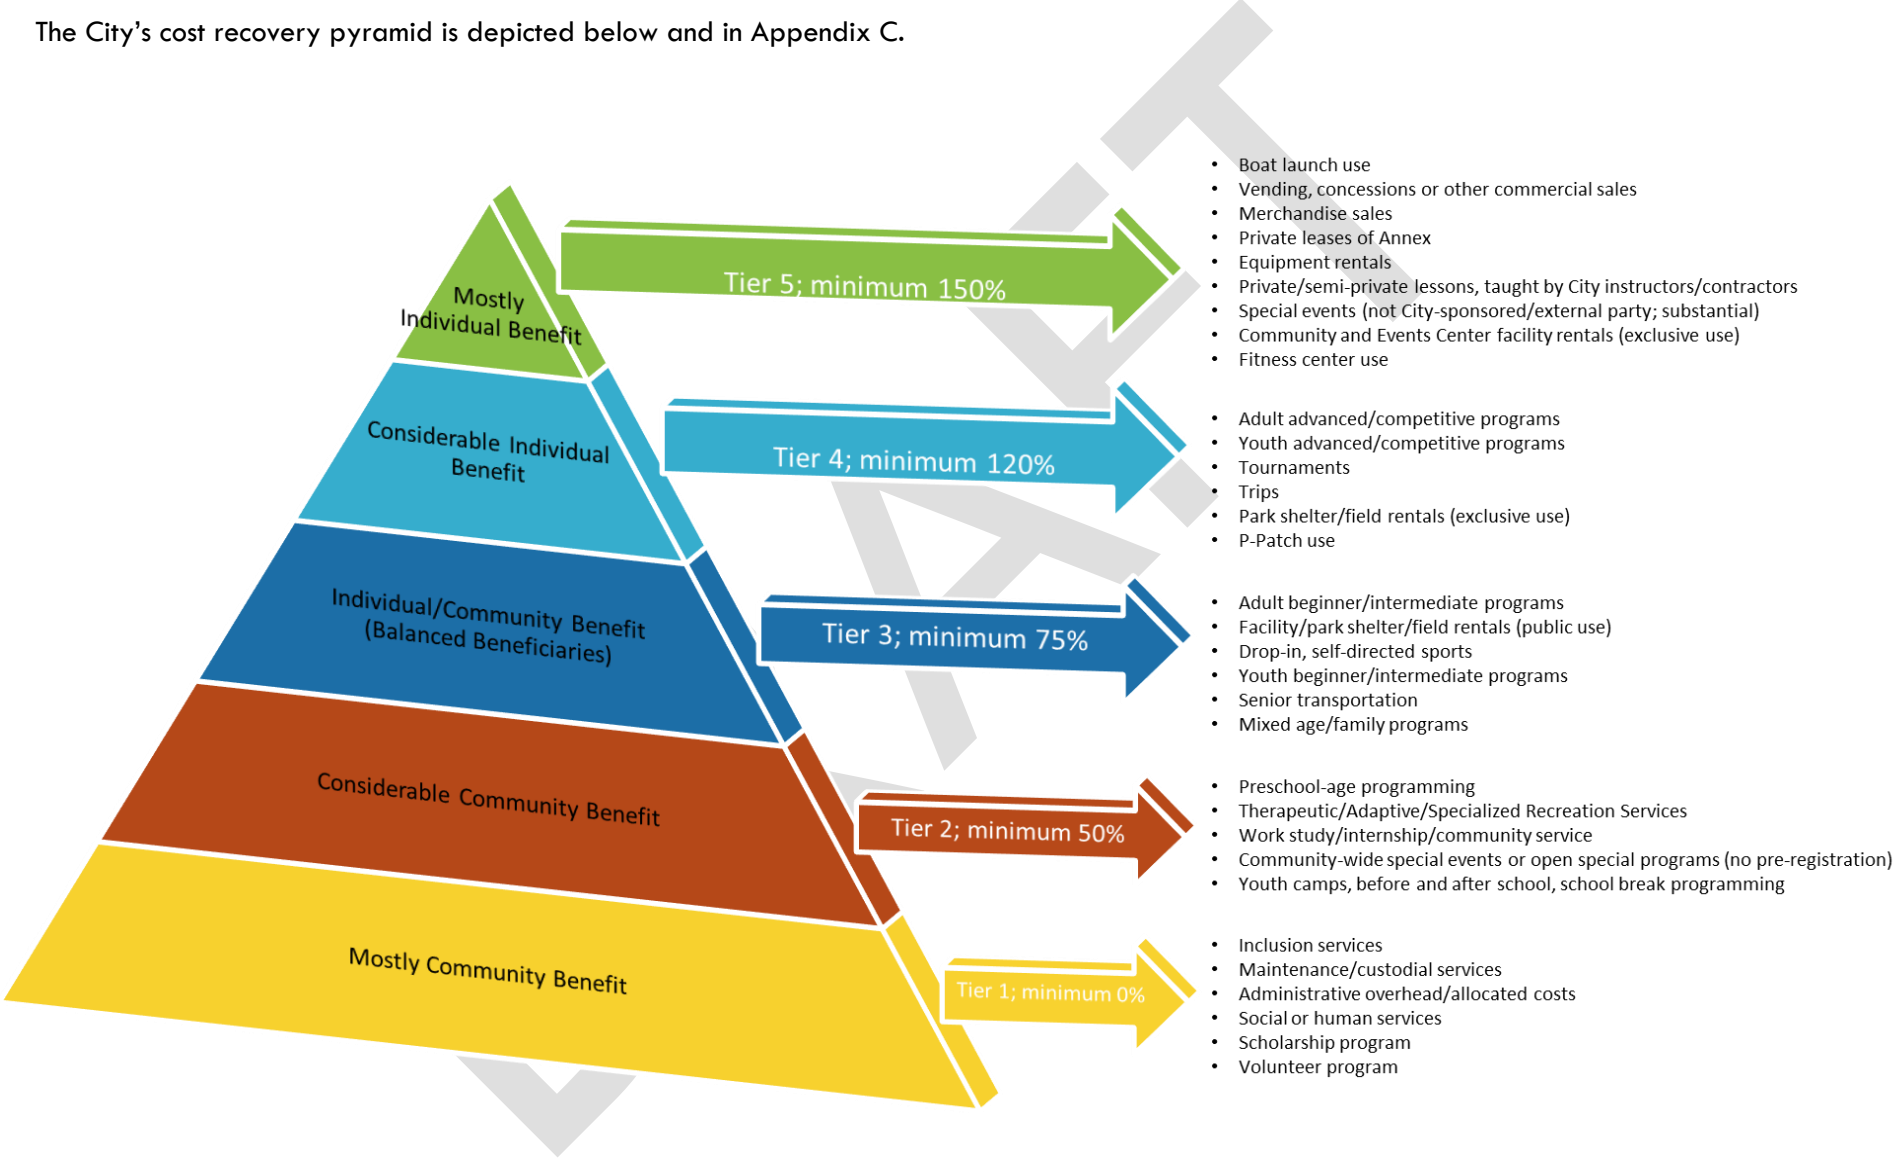 The City's cost recovery pyramid is depicted below and in Appendix C.
Mostly
Individual Benefit
Tier 5; minimum 150%
• Boat launch use
• Vending, concessions or other commercial sales
• Merchandise sales
• Private leases of Annex
• Equipment rentals
• Private/semi-private lessons, taught by City instructors/contractors
• Special events (not City-sponsored/external party; substantial)
• Community and Events Center facility rentals (exclusive use)
• Fitness center use
Considerable Individual
Benefit
Tier 4; minimum 120%
• Adult advanced/competitive programs
• Youth advanced/competitive programs
• Tournaments
• Trips
• Park shelter/field rentals (exclusive use)
• P-Patch use
Individual/Community Benefit
(Balanced Beneficiaries)
Tier 3; minimum 75%
• Adult beginner/intermediate programs
• Facility/park shelter/field rentals (public use)
• Drop-in, self-directed sports
• Youth beginner/intermediate programs
• Senior transportation
• Mixed age/family programs
Considerable Community Benefit
Tier 2; minimum 50%
• Preschool-age programming
• Therapeutic/Adaptive/Specialized Recreation Services
• Work study/internship/community service
• Community-wide special events or open special programs (no pre-registration)
• Youth camps, before and after school, school break programming
Mostly Community Benefit
Tier 1; minimum 0%
• Inclusion services
• Maintenance/custodial services
• Administrative overhead/allocated costs
• Social or human services
• Scholarship program
• Volunteer program
DRAFT